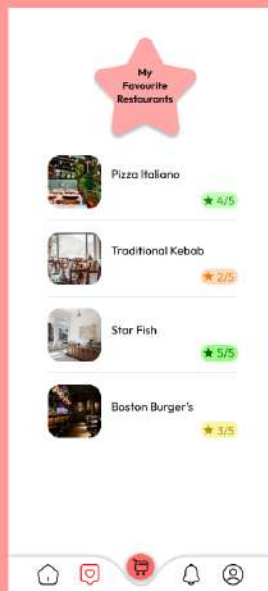 My
Favourite
Restaurants
Pizza Italiano
4/5
Traditional Kebab
2/5
Star Fish
5/5
Boston Burger's
3/5